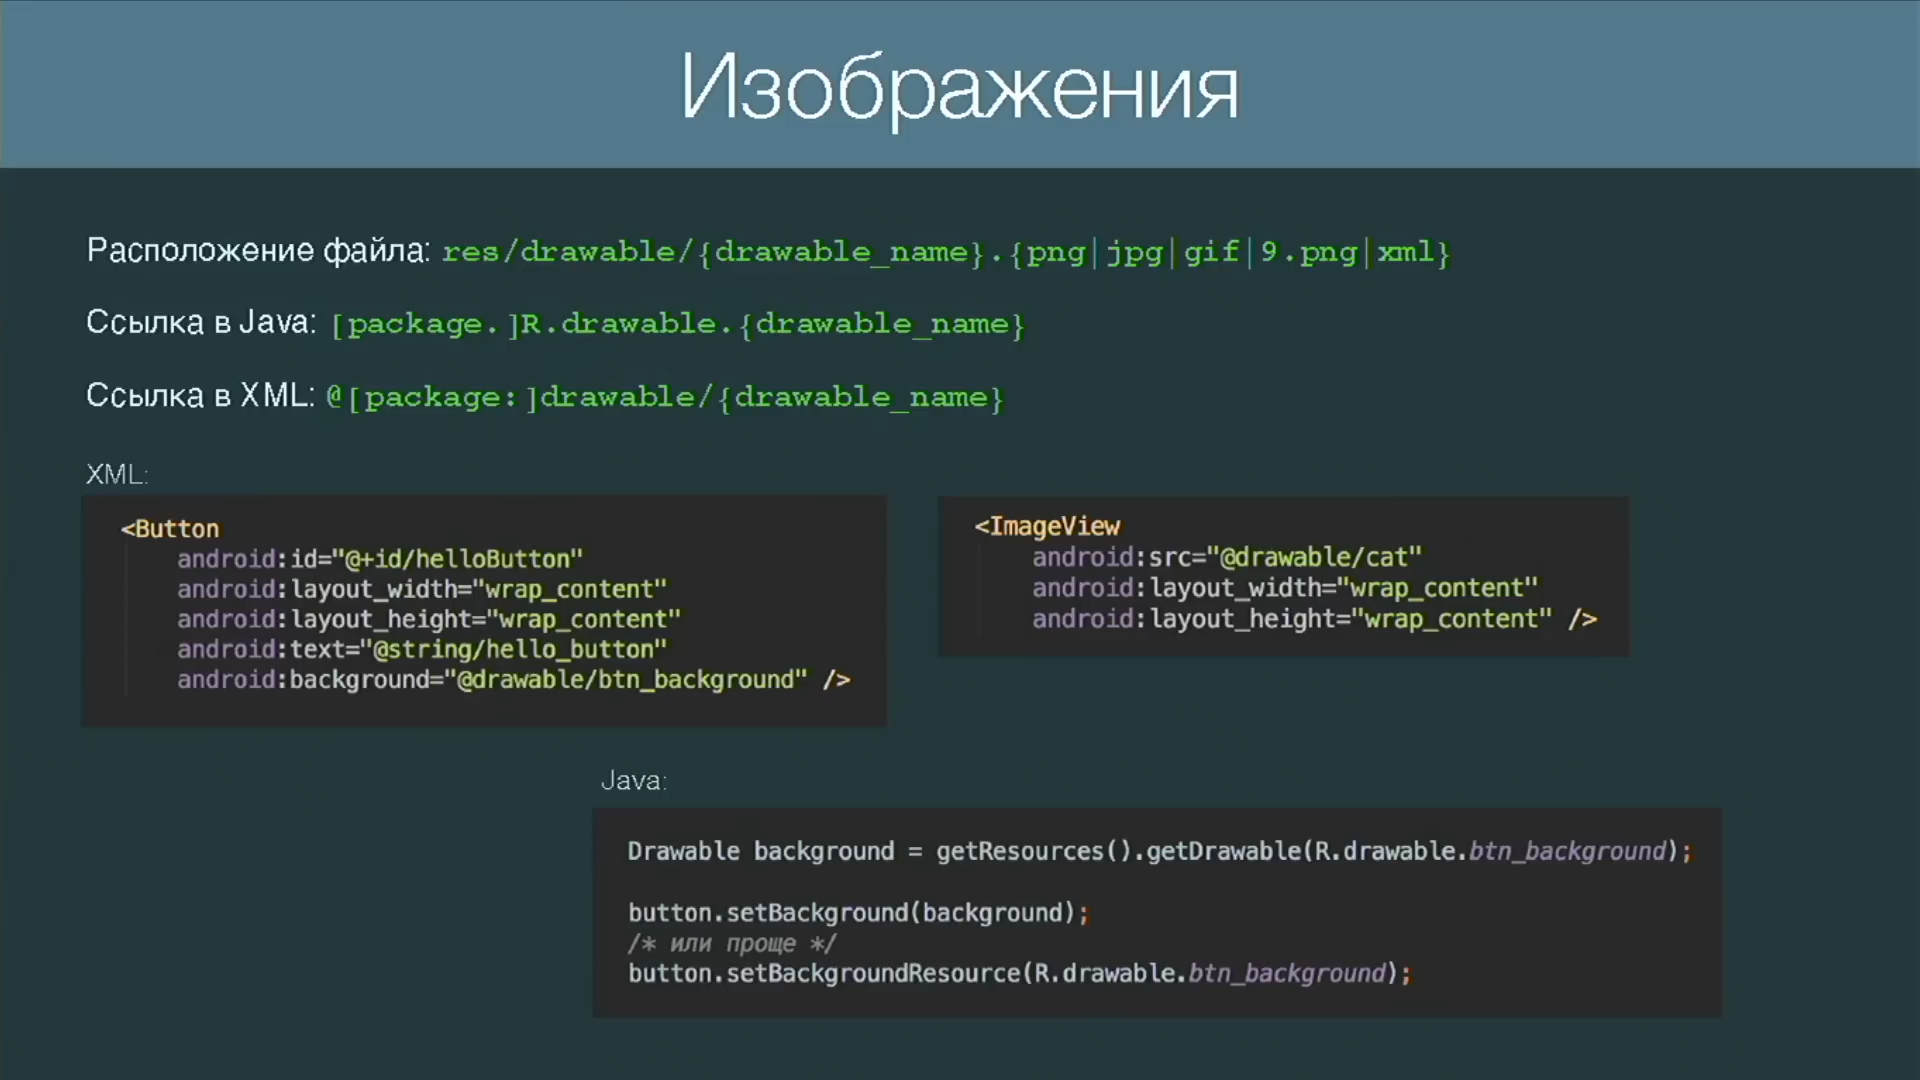 Изображения
Расположение файла: res/drawable/{drawable_name}.{png|jpg|gif|9.png|xml}
Ссылка в Java: [package.]R.drawable.{drawable_name}
Ссылка в XML: @[package:]drawable/{drawable_name}
XML:
<Button
android:id="@+id/helloButton"
android:layout_width="wrap_content"
android:layout_height="wrap_content"
android:text="@string/hello_button"
android:background="@drawable/btn_background" />
<ImageView
android:src="@drawable/cat"
android:layout_width="wrap_content"
android:layout_height="wrap_content" />
Java:
Drawable background = getResources().getDrawable(R.drawable.btn_background);
button.setBackground(background);
/* или проще */
button.setBackgroundResource(R.drawable.btn_background);